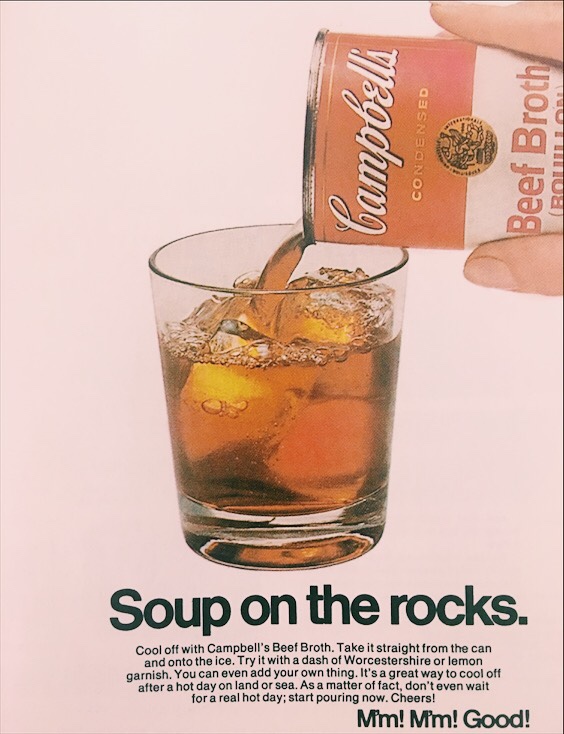 Campbell's
CONDENSED
Beef Broth
(BOUILLON)
Soup on the rocks.
Cool off with Campbell's Beef Broth. Take it straight from the can
and onto the ice. Try it with a dash of Worcestershire or lemon
garnish. You can even add your own thing. It's a great way to cool off
after a hot day on land or sea. As a matter of fact, don't even wait
for a real hot day; start pouring now. Cheers!
M'm! M'm! Good!